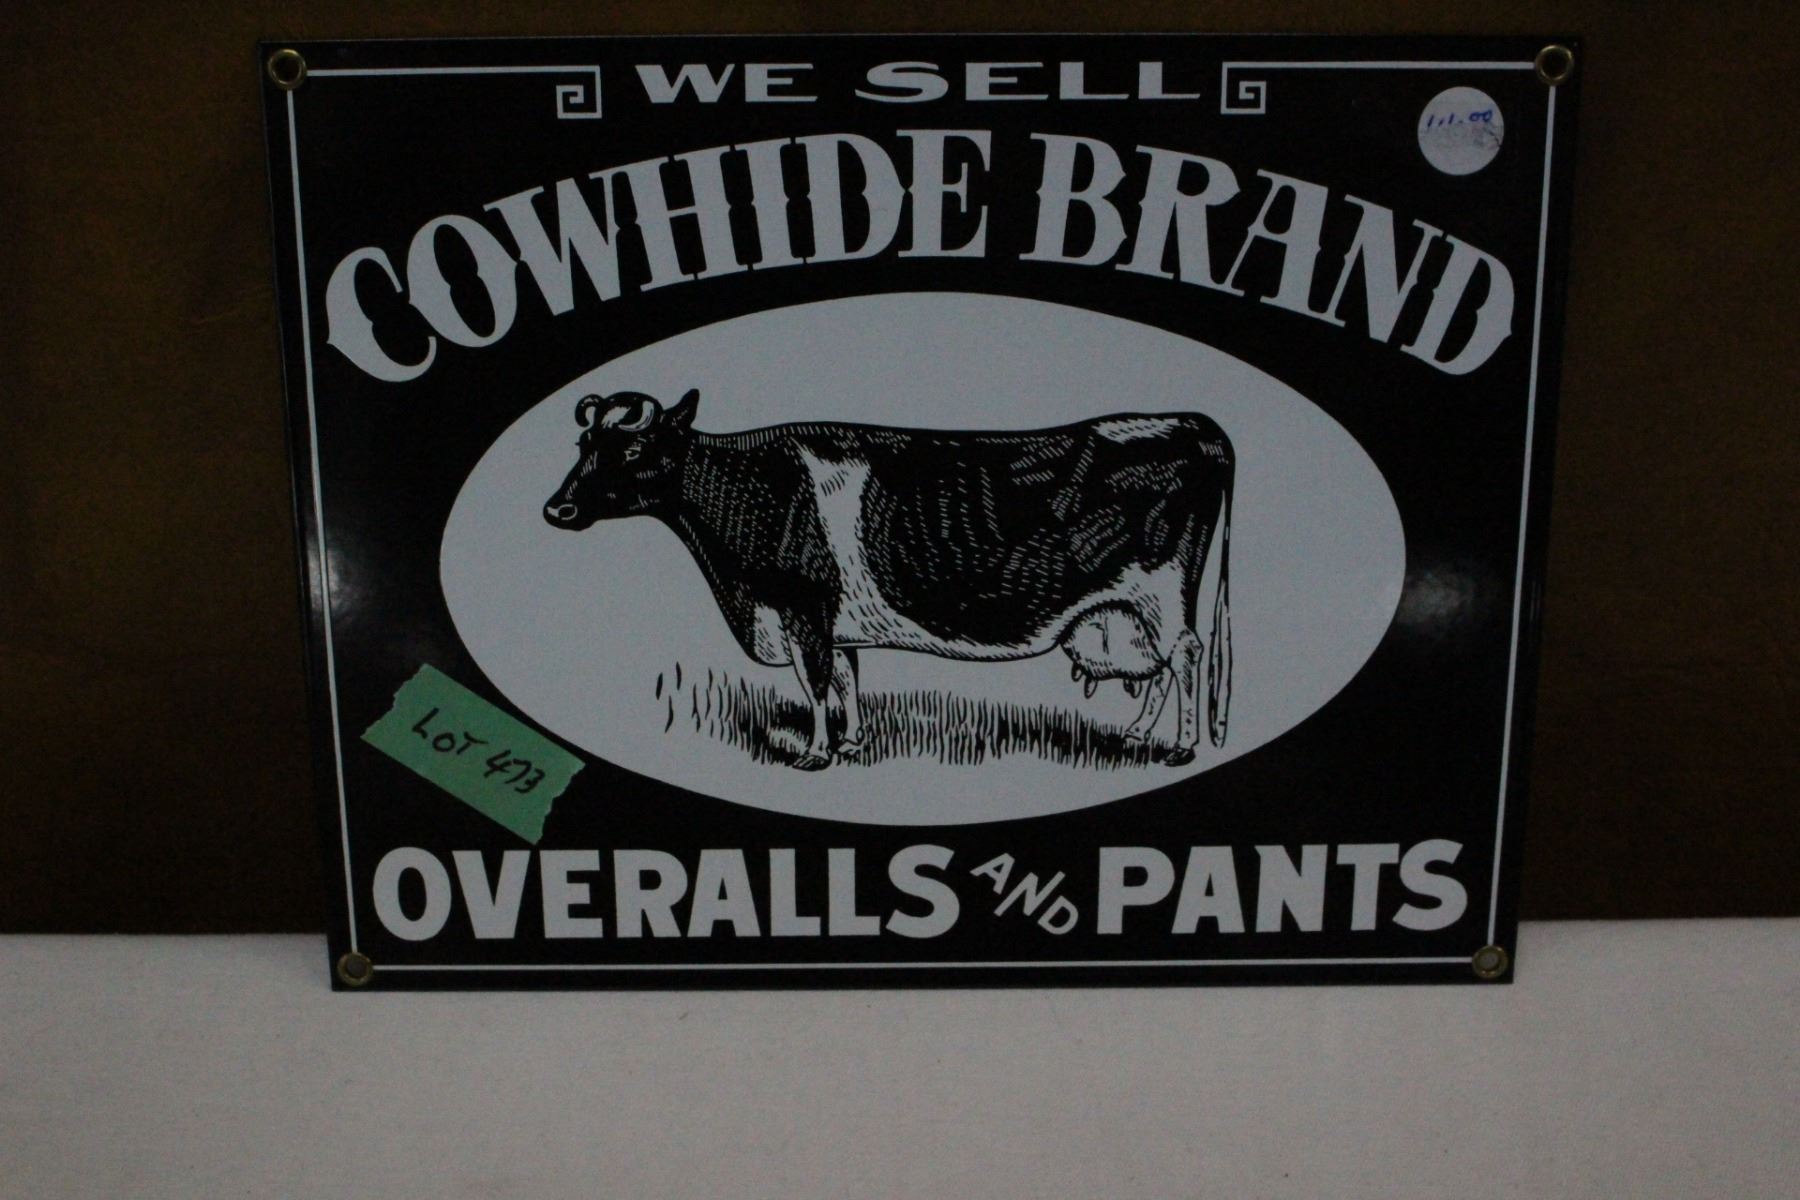 WE SELL
COWHIDE BRAND
LOT 473
OVERALLS AND PANTS